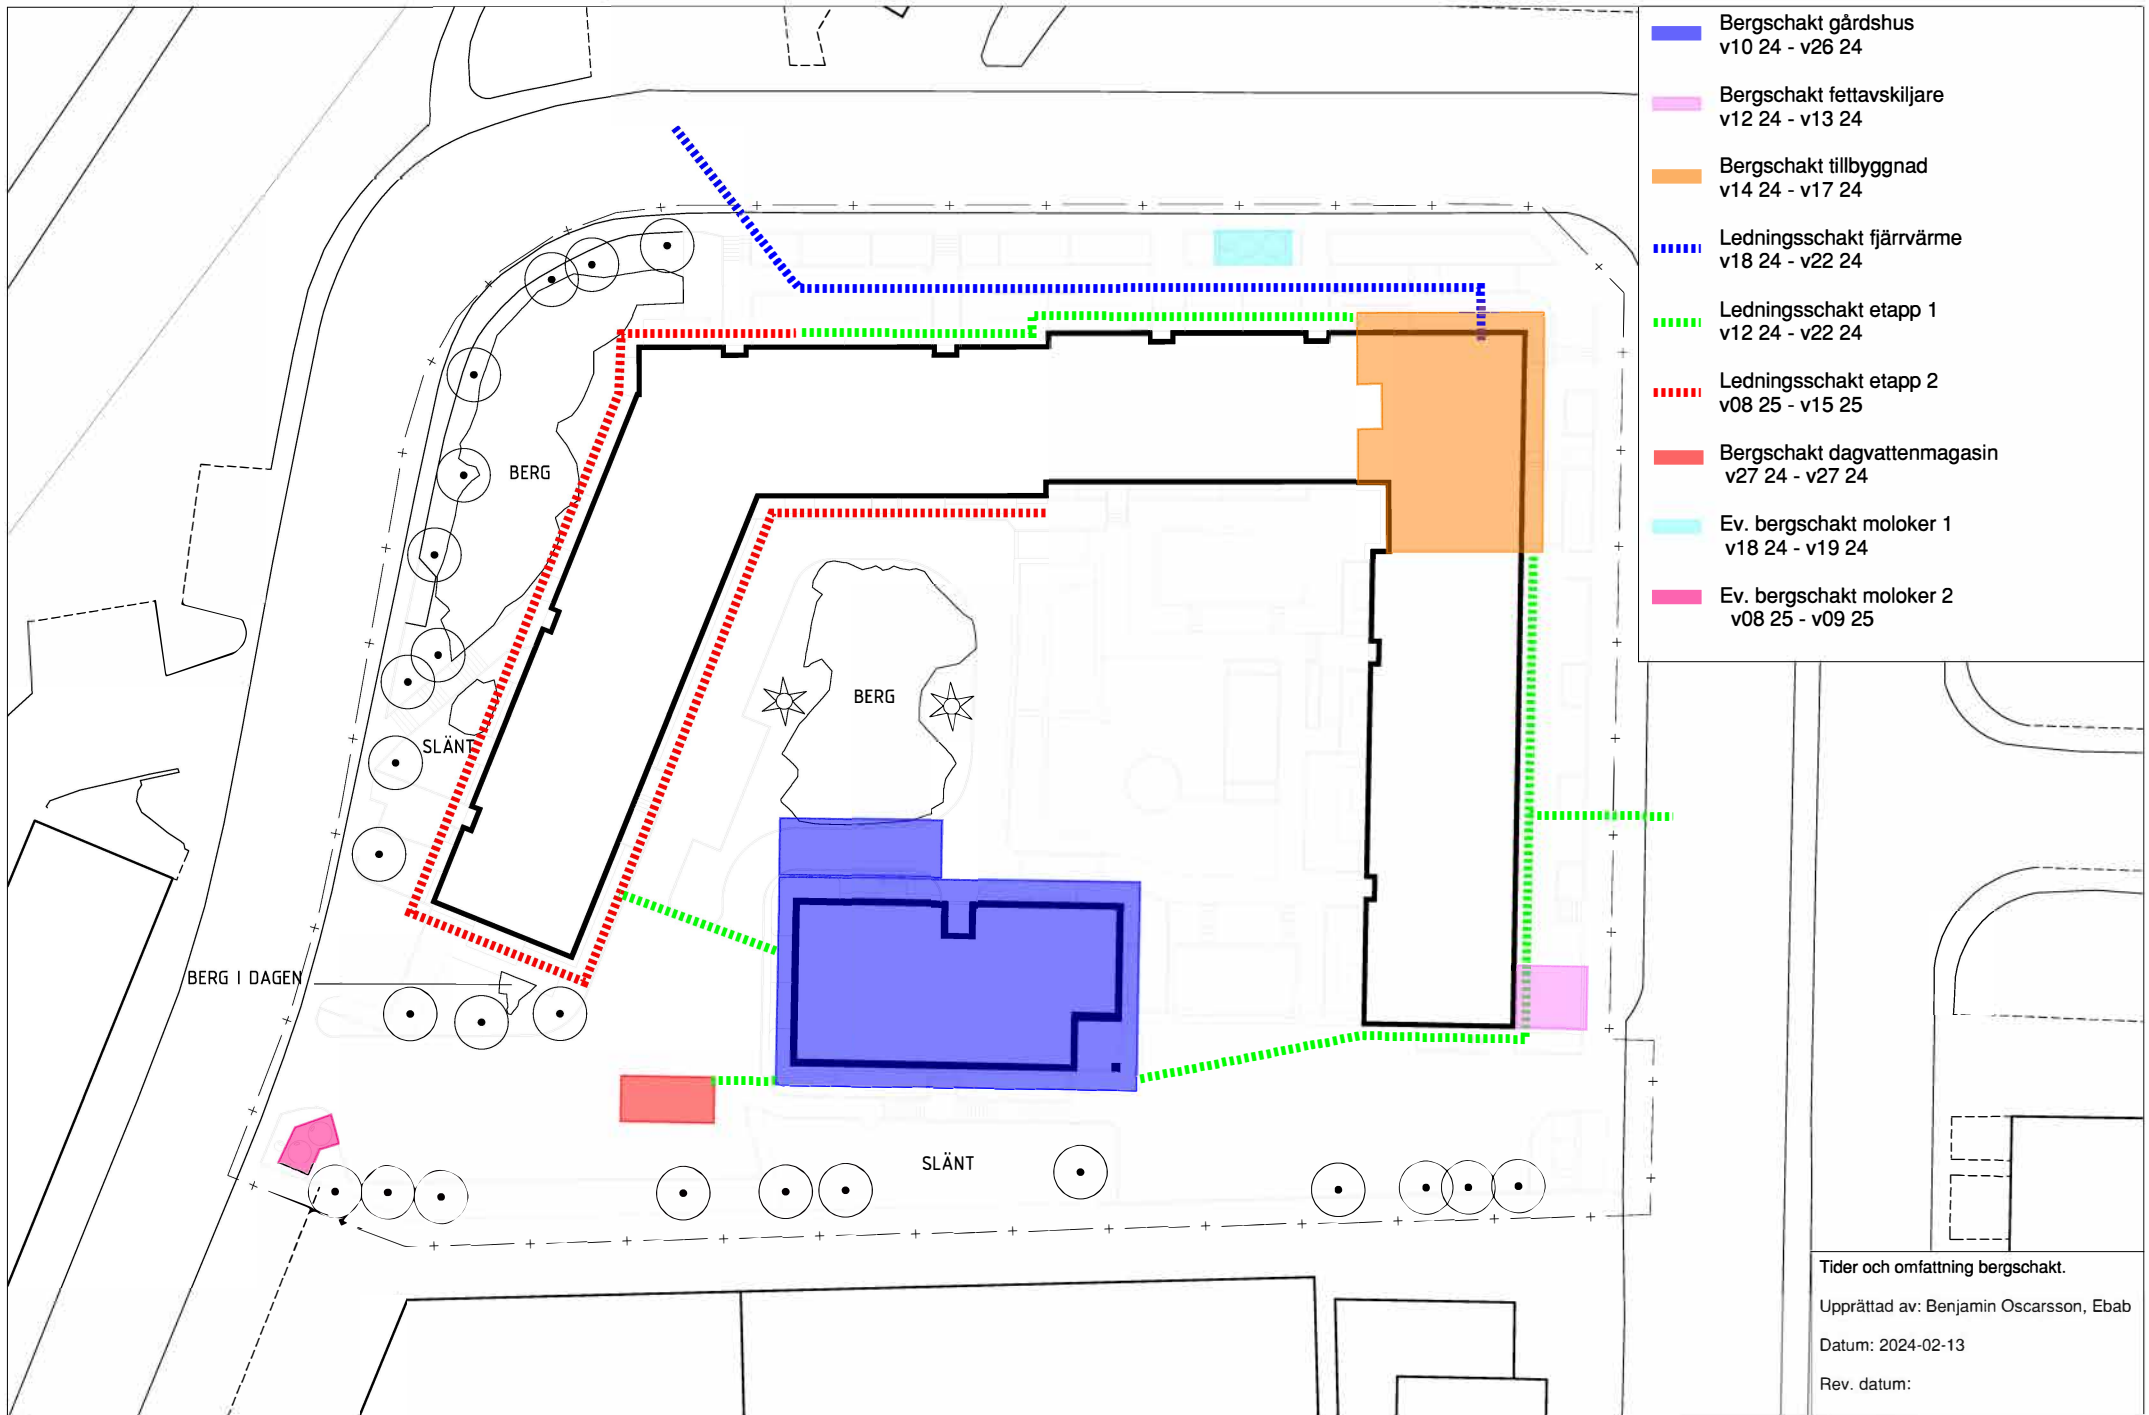 Bergschakt gårdshus
v10 24 - v26 24
Bergschakt fettavskiljare
v12 24 - v13 24
Bergschakt tillbyggnad
v14 24 - v17 24
Ledningsschakt fjärrvärme
v18 24 - v22 24
Ledningsschakt etapp 1
v12 24 - v22 24
Ledningsschakt etapp 2
v08 25 - v15 25
Bergschakt dagvattenmagasin
v27 24 - v27 24
Ev. bergschakt moloker 1
v18 24 - v19 24
Ev. bergschakt moloker 2
v08 25 - v09 25
BERG
BERG
SLÄNT
BERG I DAGEN
SLÄNT
Tider och omfattning bergschakt.
Upprättad av: Benjamin Oscarsson, Ebab
Datum: 2024-02-13
Rev. datum: